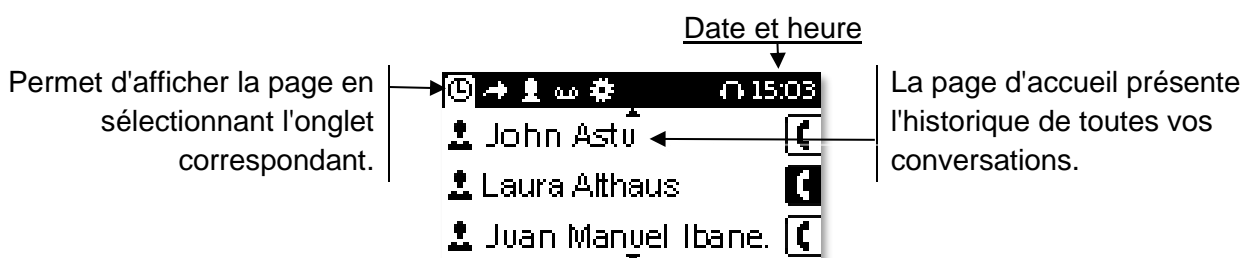 Date et heure
Permet d'afficher la page en
sélectionnant l'onglet
correspondant.
15:03
John Astu
Laura Althaus
Juan Manuel Ibane.
La page d'accueil présente
l'historique de toutes vos
conversations.